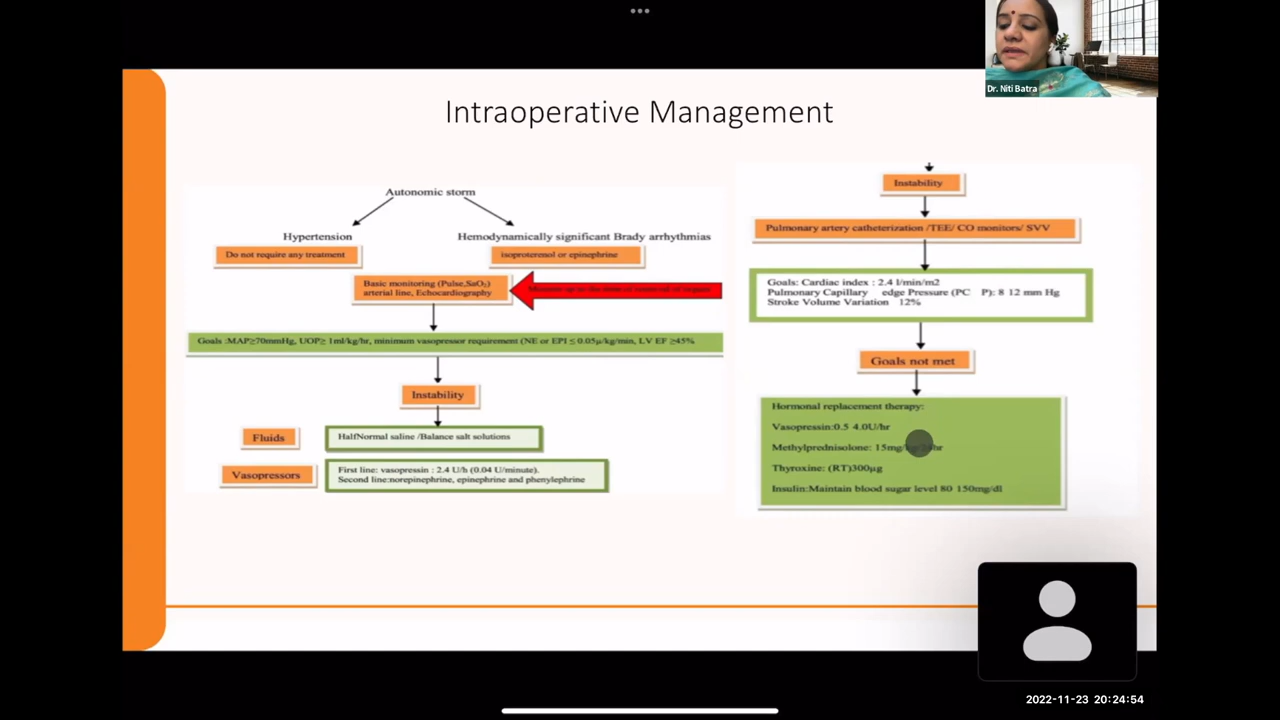 Dr. Niti Batra
Intraoperative Management
Autonomic storm
Hypertension
Hemodynamically significant Brady arrhythmias
Do not require any treatment
isoproterenol or epinephrine
Basic monitoring (Pulse,SaO2)
arterial line, Echocardiography
Goals :MAP≥70mmHg, UOP≥ 1ml/kg/hr, minimum vasopressor requirement (NE or EPI ≤ 0.05µ/kg/min, LV EF ≥45%
Instability
Fluids
HalfNormal saline /Balance salt solutions
Vasopressors
First line: vasopressin : 2.4 U/h (0.04 U/minute).
Second line:norepinephrine, epinephrine and phenylephrine
Instability
Pulmonary artery catheterization /TEE/ CO monitors/ SVV
Goals: Cardiac index : 2.4 l/min/m2
Pulmonary Capillary edge Pressure (PC P): 8 12 mm Hg
Stroke Volume Variation 12%
Goals not met
Hormonal replacement therapy:
Vasopressin:0.5 4.0U/hr
Methylprednisolone: 15mg/
Thyroxine: (RT)300µg
Insulin:Maintain blood sugar level 80 150mg/dl
2022-11-23 20:24:54